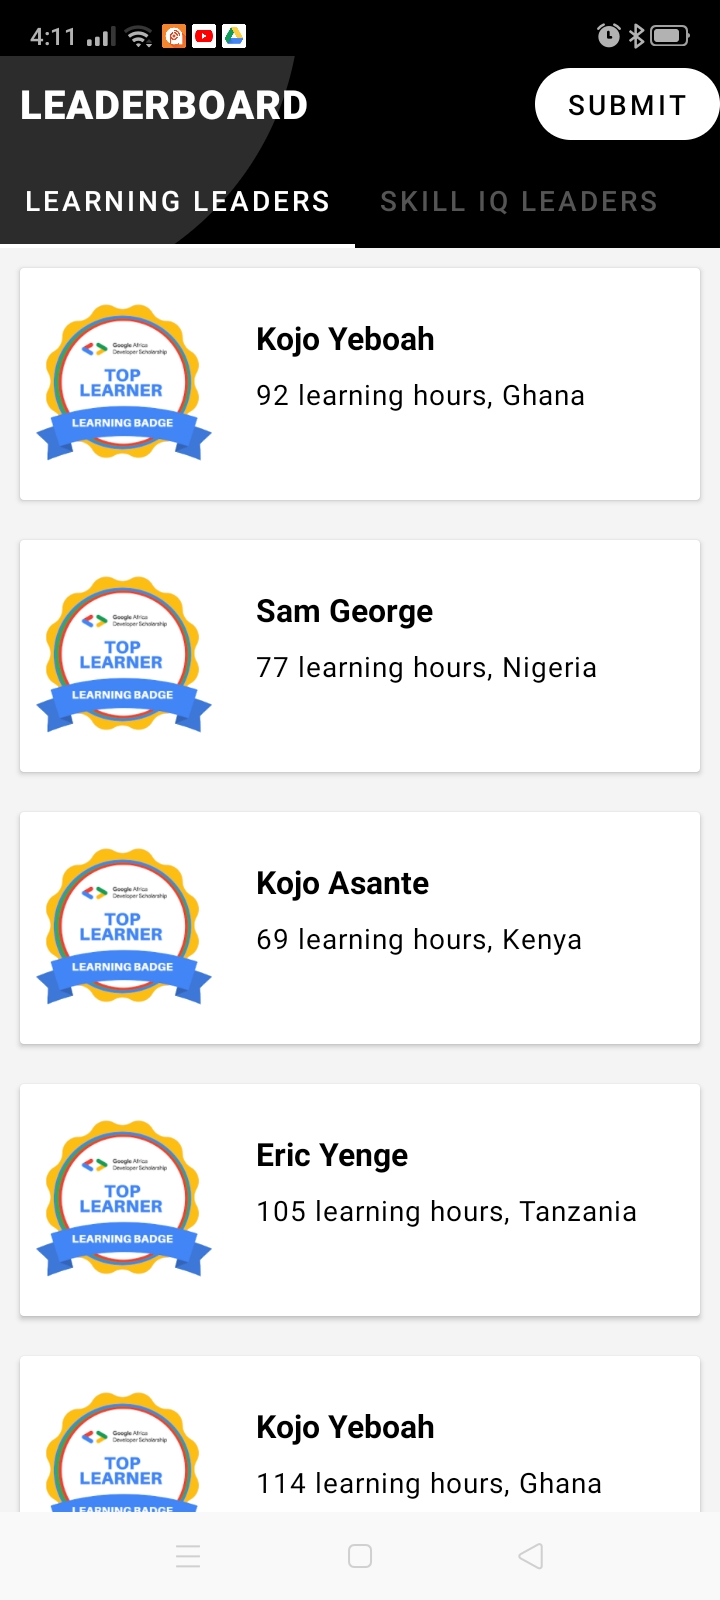 4:11
LEADERBOARD
SUBMIT
LEARNING LEADERS
SKILL IQ LEADERS
Google Africa
Developer Scholarship
TOP
LEARNER
LEARNING BADGE
Kojo Yeboah
92 learning hours, Ghana
Google Africa
Developer Scholarship
TOP
LEARNER
LEARNING BADGE
Sam George
77 learning hours, Nigeria
Google Africa
Developer Scholarship
TOP
LEARNER
LEARNING BADGE
Kojo Asante
69 learning hours, Kenya
Google Africa
Developer Scholarship
TOP
LEARNER
LEARNING BADGE
Eric Yenge
105 learning hours, Tanzania
Google Africa
Developer Scholarship
TOP
LEARNER
LEARNING BADGE
Kojo Yeboah
114 learning hours, Ghana